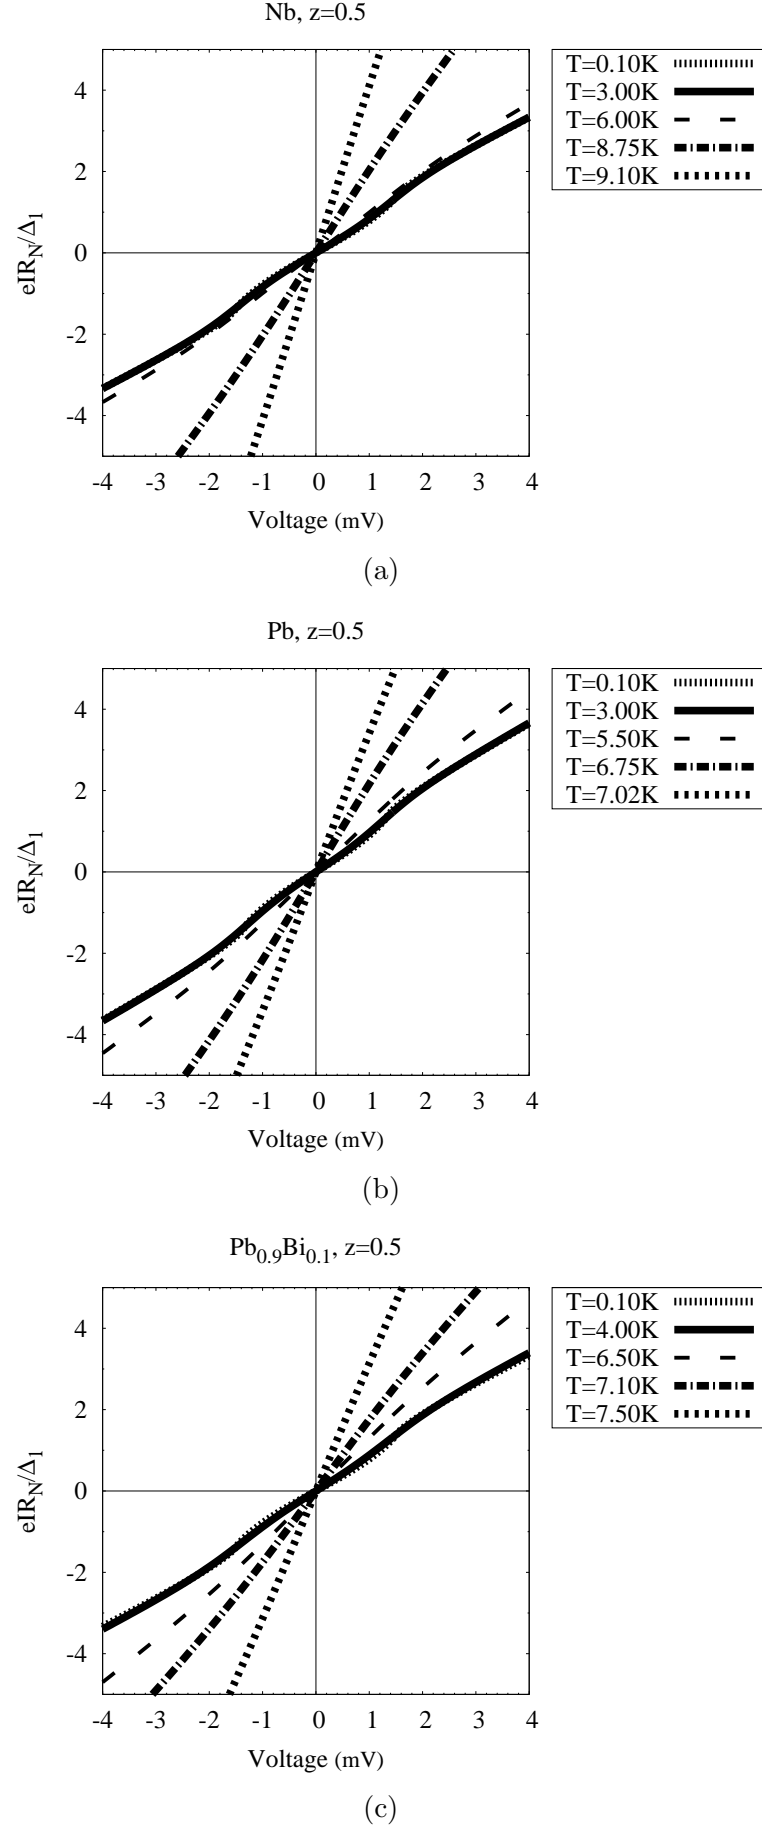 Nb, z=0.5
T=0.10K
T=3.00K
T=6.00K
T=8.75K
T=9.10K
4
2
0
-2
-4
eIR_N/Δ_1
-4 -3 -2 -1 0 1 2 3 4
Voltage (mV)
(a)
Pb, z=0.5
T=0.10K
T=3.00K
T=5.50K
T=6.75K
T=7.02K
4
2
0
-2
-4
eIR_N/Δ_1
-4 -3 -2 -1 0 1 2 3 4
Voltage (mV)
(b)
Pb_0.9Bi_0.1, z=0.5
T=0.10K
T=4.00K
T=6.50K
T=7.10K
T=7.50K
4
2
0
-2
-4
eIR_N/Δ_1
-4 -3 -2 -1 0 1 2 3 4
Voltage (mV)
(c)